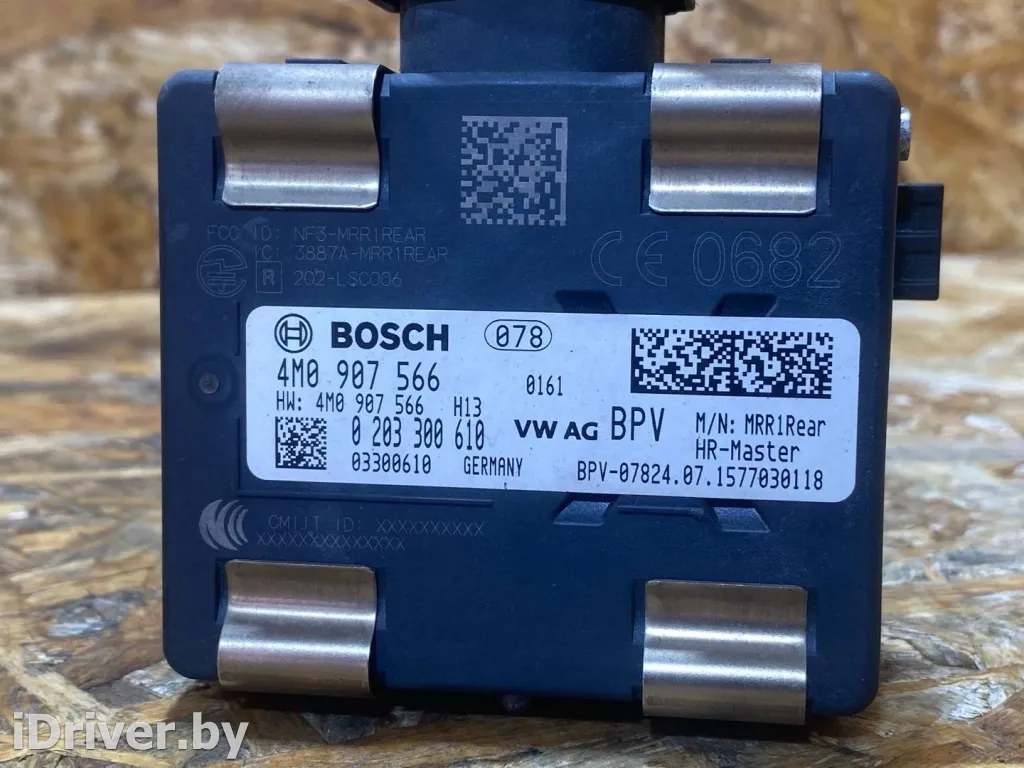 FCC ID: NF3-MRR1REAR
IC: 3887A-MRR1REAR
R 202-LSC006
CE 0682
BOSCH 078
4M0 907 566 0161
HW: 4M0 907 566 H13
0 203 300 610 VW AG BPV M/N: MRR1Rear
HR-Master
03300610 GERMANY BPV-07824.07.1577030118
CMIIT ID: XXXXXXXXXX
XXXXXXXXXXXXXX
iDriver.by